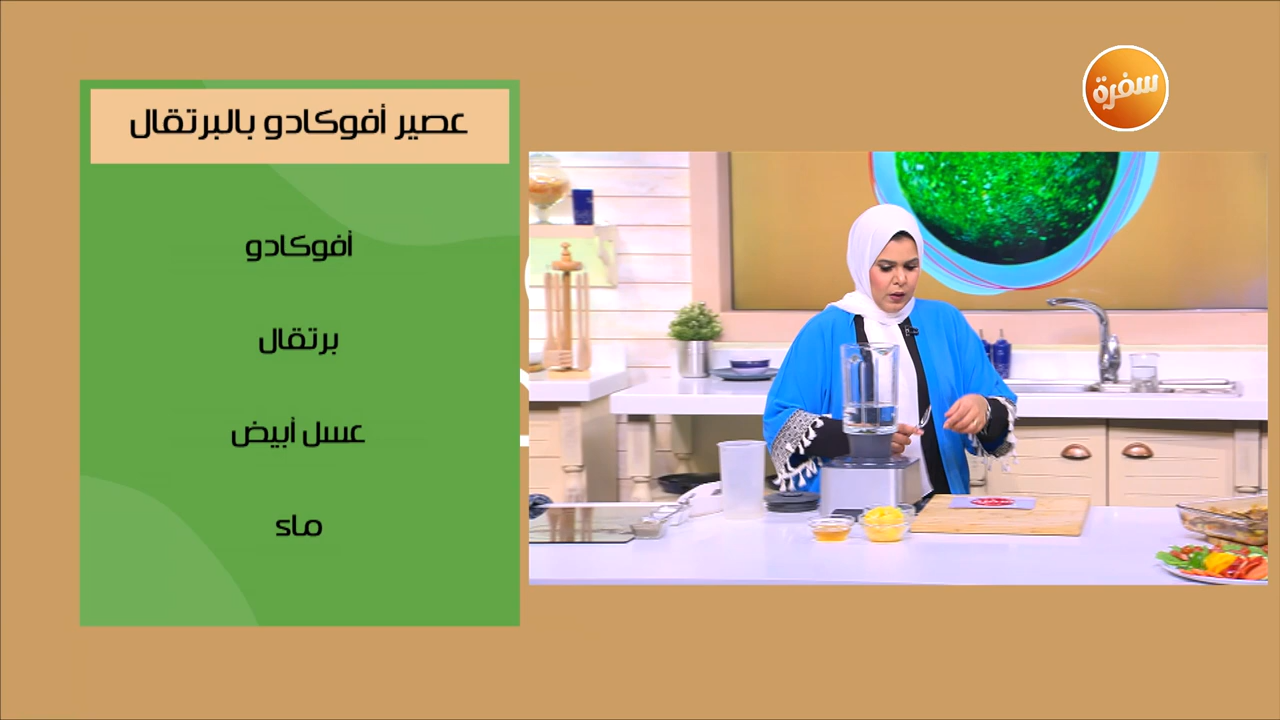 سفرة
عصير أفوكادو بالبرتقال
أفوكادو
برتقال
عسل أبيض
ماء